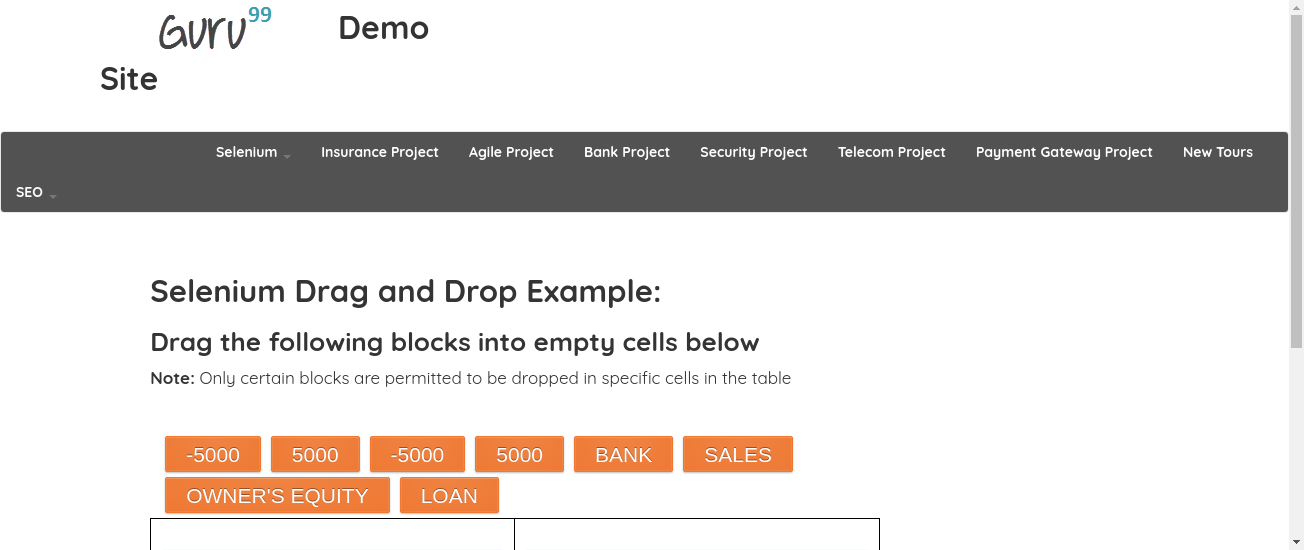 Guru99 Demo
Site
Selenium Insurance Project Agile Project Bank Project Security Project Telecom Project Payment Gateway Project New Tours
SEO
Selenium Drag and Drop Example:
Drag the following blocks into empty cells below
Note: Only certain blocks are permitted to be dropped in specific cells in the table
-5000 5000 -5000 5000 BANK SALES
OWNER'S EQUITY LOAN